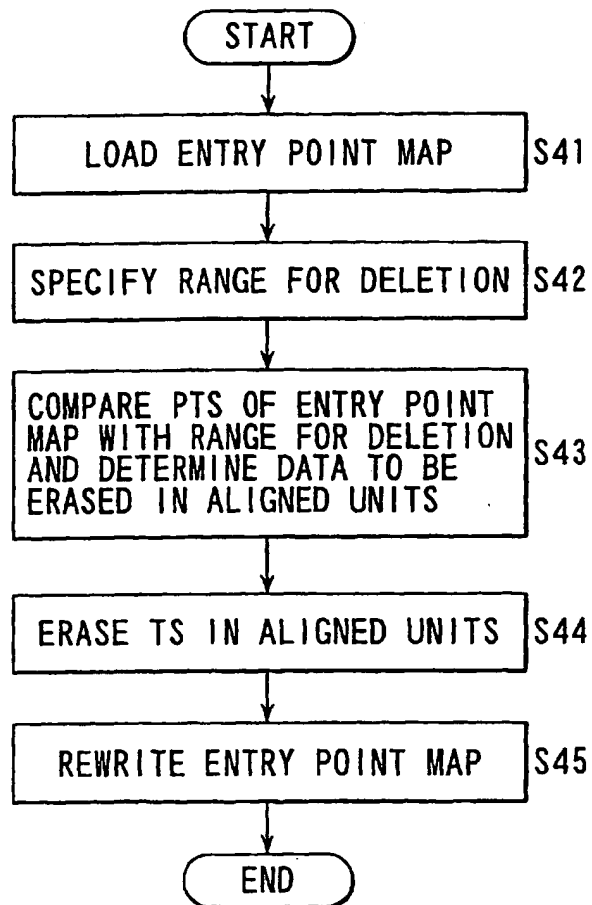 START
LOAD ENTRY POINT MAP S41
SPECIFY RANGE FOR DELETION S42
COMPARE PTS OF ENTRY POINT
MAP WITH RANGE FOR DELETION
AND DETERMINE DATA TO BE
ERASED IN ALIGNED UNITS
S43
ERASE TS IN ALIGNED UNITS S44
REWRITE ENTRY POINT MAP S45
END